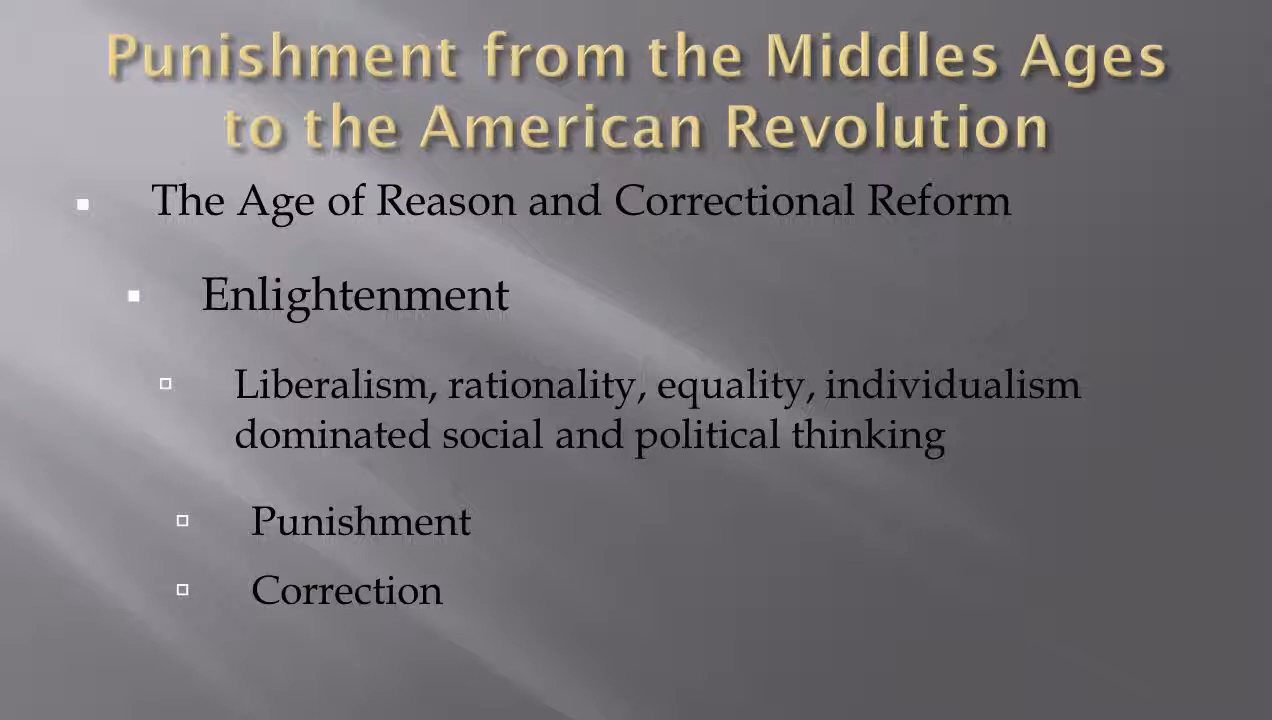 Punishment from the Middles Ages
to the American Revolution
The Age of Reason and Correctional Reform
Enlightenment
Liberalism, rationality, equality, individualism
dominated social and political thinking
Punishment
Correction